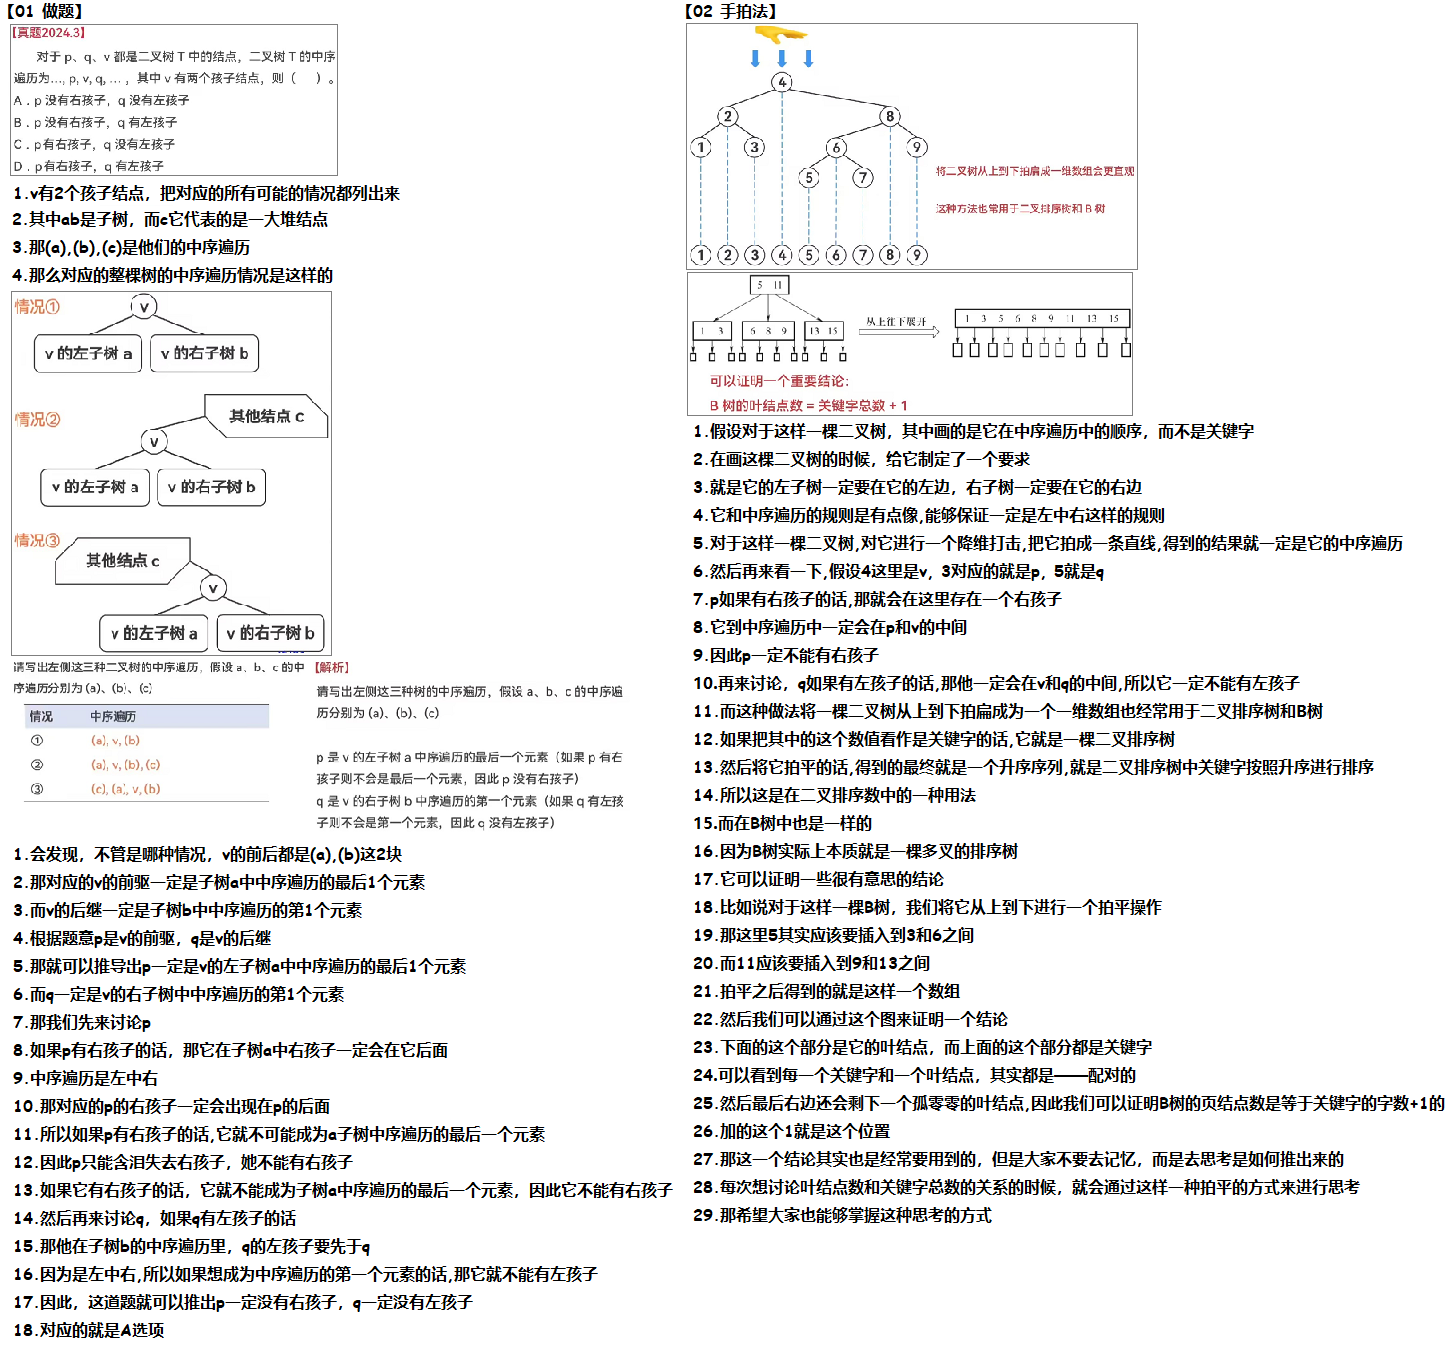 【01 做题】
【真题2024.3】
对于 p、q、v 都是二叉树 T 中的结点，二叉树 T 的中序
遍历为…, p, v, q, …，其中 v 有两个孩子结点，则（ ）。
A．p 没有右孩子，q 没有左孩子
B．p 没有右孩子，q 有左孩子
C．p有右孩子，q 没有左孩子
D．p有右孩子，q 有左孩子
1.v有2个孩子结点，把对应的所有可能的情况都列出来
2.其中ab是子树，而c它代表的是一大堆结点
3.那(a),(b),(c)是他们的中序遍历
4.那么对应的整棵树的中序遍历情况是这样的
情况①
v
v 的左子树 a
v 的右子树 b
情况②
其他结点 c
v
v 的左子树 a
v 的右子树 b
情况③
其他结点 c
v
v 的左子树 a
v 的右子树 b
请写出左侧这三种二叉树的中序遍历，假设 a、b、c 的中
序遍历分别为 (a)、(b)、(c)
情况 中序遍历
① (a), v, (b)
② (a), v, (b), (c)
③ (c), (a), v, (b)
【解析】
请写出左侧这三种树的中序遍历，假设 a、b、c 的中序遍
历分别为 (a)、(b)、(c)
p 是 v 的左子树 a 中序遍历的最后一个元素（如果 p 有右
孩子则不会是最后一个元素，因此 p 没有右孩子）
q 是 v 的右子树 b 中序遍历的第一个元素（如果 q 有左孩
子则不会是第一个元素，因此 q 没有左孩子）
1.会发现，不管是哪种情况，v的前后都是(a),(b)这2块
2.那对应的v的前驱一定是子树a中中序遍历的最后1个元素
3.而v的后继一定是子树b中中序遍历的第1个元素
4.根据题意p是v的前驱，q是v的后继
5.那就可以推导出p一定是v的左子树a中中序遍历的最后1个元素
6.而q一定是v的右子树中中序遍历的第1个元素
7.那我们先来讨论p
8.如果p有右孩子的话，那它在子树a中右孩子一定会在它后面
9.中序遍历是左中右
10.那对应的p的右孩子一定会出现在p的后面
11.所以如果p有右孩子的话,它就不可能成为a子树中序遍历的最后一个元素
12.因此p只能含泪失去右孩子，她不能有右孩子
13.如果它有右孩子的话，它就不能成为子树a中序遍历的最后一个元素，因此它不能有右孩子
14.然后再来讨论q，如果q有左孩子的话
15.那他在子树b的中序遍历里，q的左孩子要先于q
16.因为是左中右,所以如果想成为中序遍历的第一个元素的话,那它就不能有左孩子
17.因此，这道题就可以推出p一定没有右孩子，q一定没有左孩子
18.对应的就是A选项
【02 手拍法】
4
2 8
1 3 6 9
5 7
将二叉树从上到下拍扁成一维数组会更直观
这种方法也常用于二叉排序树和 B 树
1 2 3 4 5 6 7 8 9
5 11
1 3 6 8 9 13 15
从上往下展开
1 3 5 6 8 9 11 13 15
可以证明一个重要结论：
B 树的叶结点数 = 关键字总数 + 1
1.假设对于这样一棵二叉树，其中画的是它在中序遍历中的顺序，而不是关键字
2.在画这棵二叉树的时候，给它制定了一个要求
3.就是它的左子树一定要在它的左边，右子树一定要在它的右边
4.它和中序遍历的规则是有点像,能够保证一定是左中右这样的规则
5.对于这样一棵二叉树,对它进行一个降维打击,把它拍成一条直线,得到的结果就一定是它的中序遍历
6.然后再来看一下,假设4这里是v，3对应的就是p，5就是q
7.p如果有右孩子的话,那就会在这里存在一个右孩子
8.它到中序遍历中一定会在p和v的中间
9.因此p一定不能有右孩子
10.再来讨论，q如果有左孩子的话,那他一定会在v和q的中间,所以它一定不能有左孩子
11.而这种做法将一棵二叉树从上到下拍扁成为一个一维数组也经常用于二叉排序树和B树
12.如果把其中的这个数值看作是关键字的话,它就是一棵二叉排序树
13.然后将它拍平的话,得到的最终就是一个升序序列,就是二叉排序树中关键字按照升序进行排序
14.所以这是在二叉排序数中的一种用法
15.而在B树中也是一样的
16.因为B树实际上本质就是一棵多叉的排序树
17.它可以证明一些很有意思的结论
18.比如说对于这样一棵B树，我们将它从上到下进行一个拍平操作
19.那这里5其实应该要插入到3和6之间
20.而11应该要插入到9和13之间
21.拍平之后得到的就是这样一个数组
22.然后我们可以通过这个图来证明一个结论
23.下面的这个部分是它的叶结点，而上面的这个部分都是关键字
24.可以看到每一个关键字和一个叶结点，其实都是一一配对的
25.然后最后右边还会剩下一个孤零零的叶结点,因此我们可以证明B树的页结点数是等于关键字的字数+1的
26.加的这个1就是这个位置
27.那这一个结论其实也是经常要用到的，但是大家不要去记忆，而是去思考是如何推出来的
28.每次想讨论叶结点数和关键字总数的关系的时候，就会通过这样一种拍平的方式来进行思考
29.那希望大家也能够掌握这种思考的方式